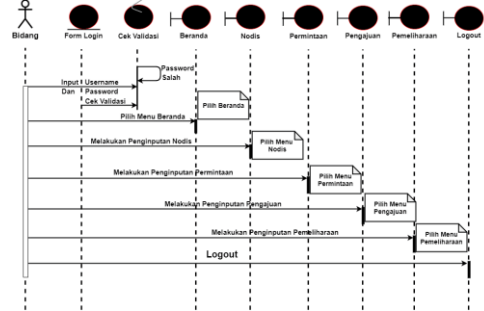 Bidang
Form Login
Cek Validasi
Beranda
Nodis
Permintaan
Pengajuan
Pemeliharaan
Logout
Password
Salah
Input Username
Dan Password
Cek Validasi
Pilih Beranda
Pilih Menu Beranda
Pilih Menu
Nodis
Melakukan Penginputan Nodis
Pilih Menu
Permintaan
Melakukan Penginputan Permintaan
Pilih Menu
Pengajuan
Melakukan Penginputan Pengajuan
Pilih Menu
Pemeliharaan
Melakukan Penginputan Pemeliharaan
Logout